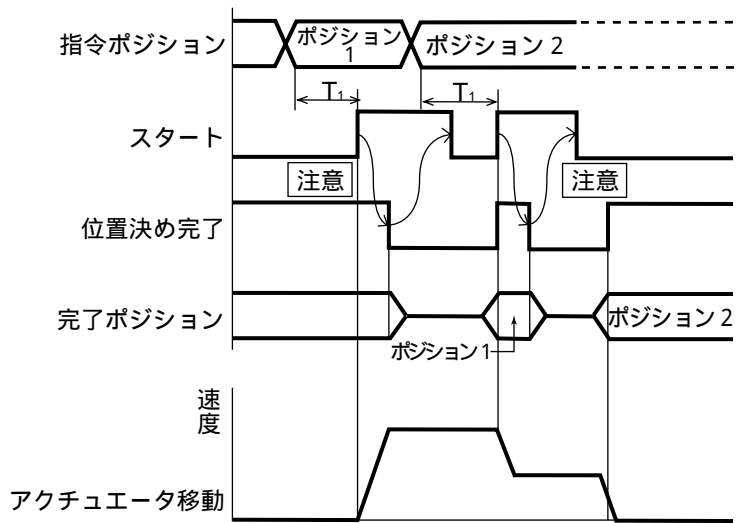 指令ポジション
ポジション
1
ポジション 2
T1
T1
スタート
注意
注意
位置決め完了
完了ポジション
ポジション 2
ポジション 1
速度
アクチュエータ移動